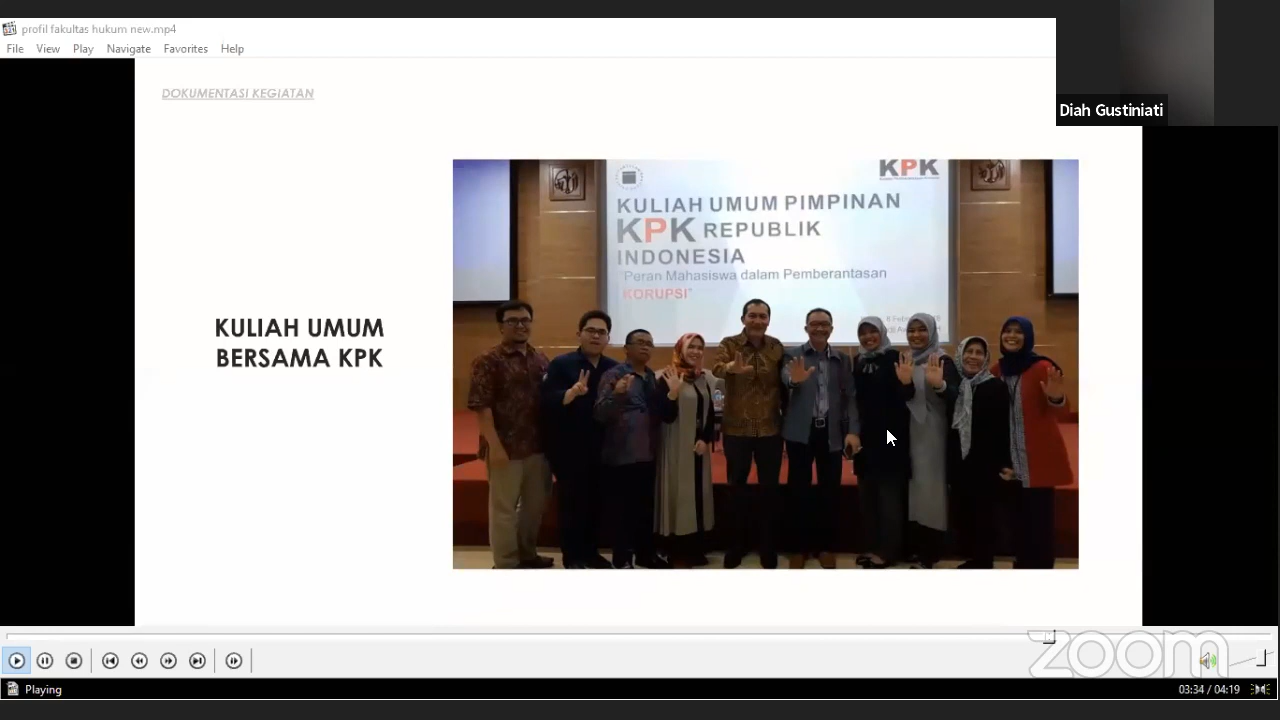 profil fakultas hukum new.mp4
File View Play Navigate Favorites Help
Diah Gustiniati
DOKUMENTASI KEGIATAN
KULIAH UMUM
BERSAMA KPK
KPK
KULIAH UMUM PIMPINAN
KPK REPUBLIK
INDONESIA
"Peran Mahasiswa dalam Pemberantasan
KORUPSI"
zoom
Playing
03:34 / 04:19